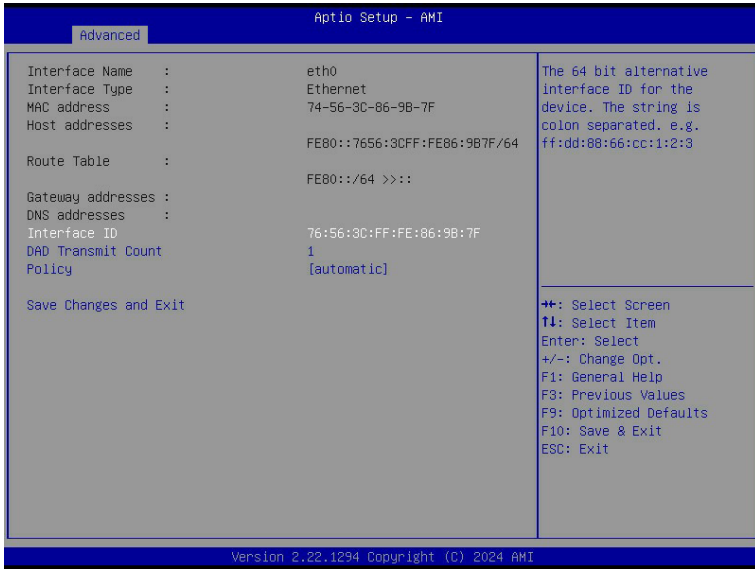 Aptio Setup – AMI
Advanced
Interface Name : eth0
Interface Type : Ethernet
MAC address : 74-56-3C-86-9B-7F
Host addresses :
FE80::7656:3CFF:FE86:9B7F/64
Route Table :
FE80::/64 >>::
Gateway addresses :
DNS addresses :
Interface ID 76:56:3C:FF:FE:86:9B:7F
DAD Transmit Count 1
Policy [automatic]
Save Changes and Exit
The 64 bit alternative
interface ID for the
device. The string is
colon separated. e.g.
ff:dd:88:66:cc:1:2:3
→←: Select Screen
↑↓: Select Item
Enter: Select
+/-: Change Opt.
F1: General Help
F3: Previous Values
F9: Optimized Defaults
F10: Save & Exit
ESC: Exit
Version 2.22.1294 Copyright (C) 2024 AMI